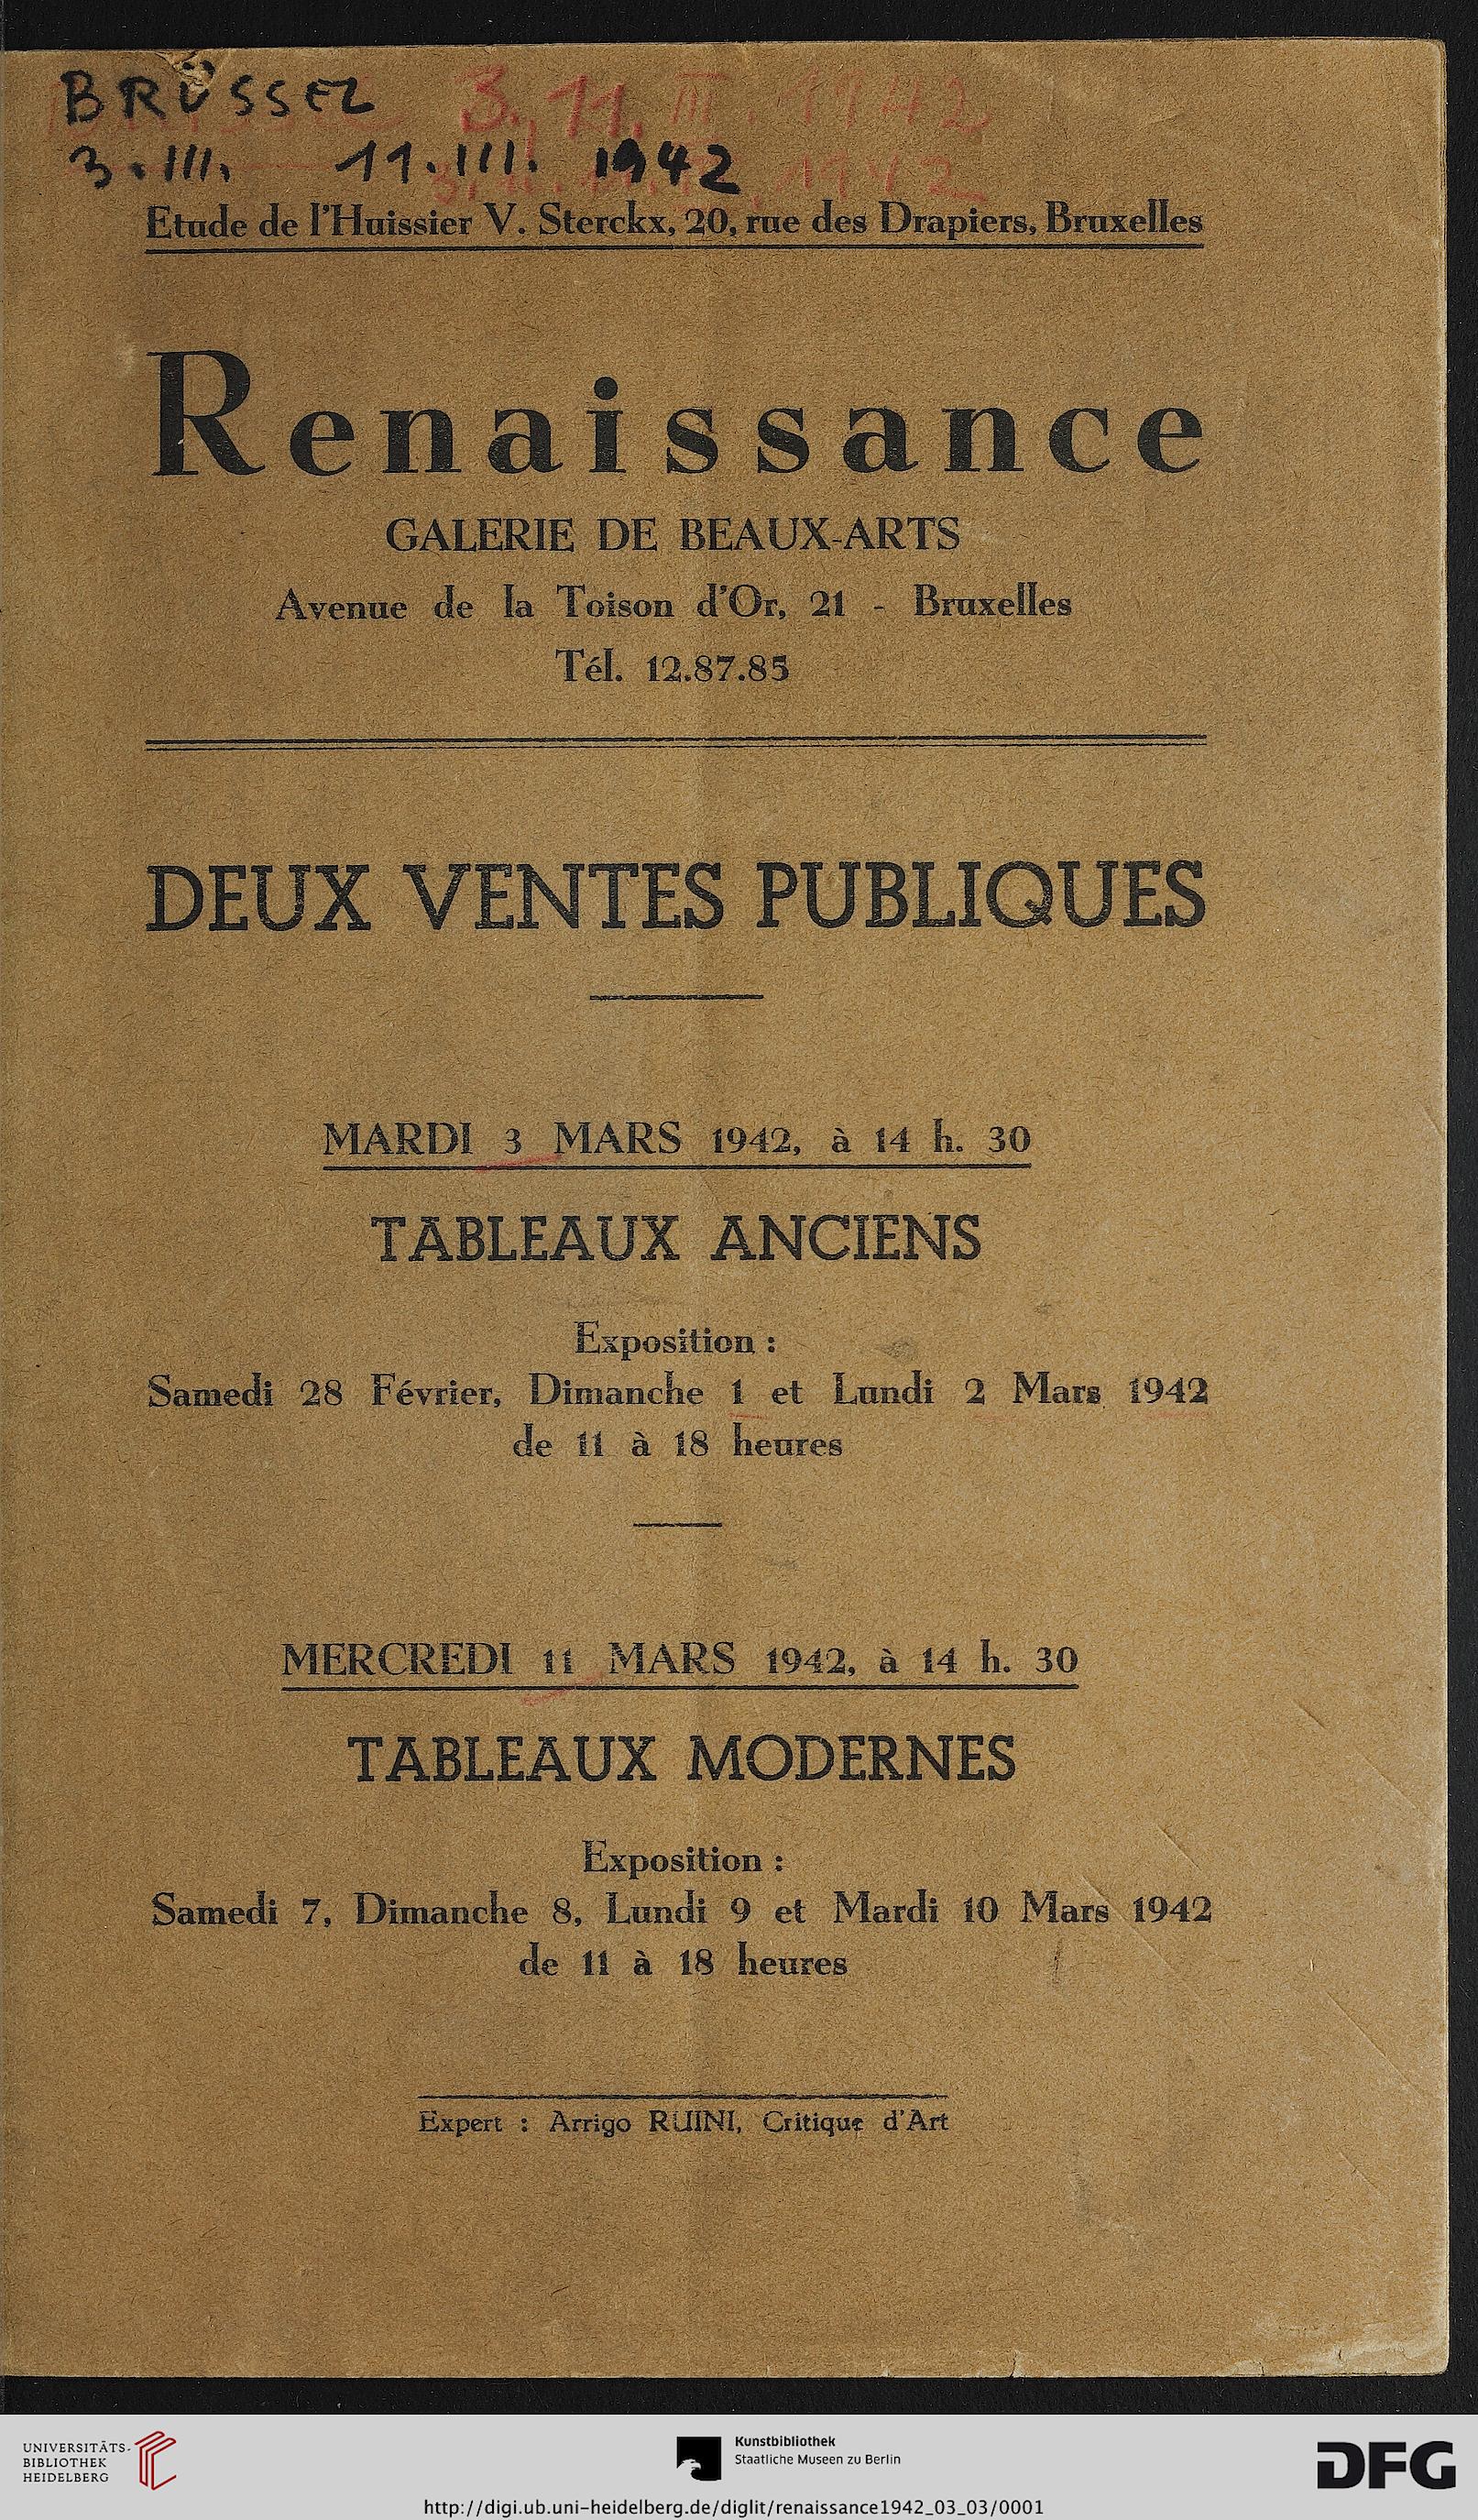 BRÜSSEL 3. 11. III. 1942
3. III. 11. III. 1942
Etude de l'Huissier V. Sterckx, 20, rue des Drapiers, Bruxelles
Renaissance
GALERIE DE BEAUX-ARTS
Avenue de la Toison d'Or, 21 - Bruxelles
Tél. 12.87.85
DEUX VENTES PUBLIQUES
MARDI 3 MARS 1942, à 14 h. 30
TABLEAUX ANCIENS
Exposition :
Samedi 28 Février, Dimanche 1 et Lundi 2 Mars 1942
de 11 à 18 heures
MERCREDI 11 MARS 1942, à 14 h. 30
TABLEAUX MODERNES
Exposition :
Samedi 7, Dimanche 8, Lundi 9 et Mardi 10 Mars 1942
de 11 à 18 heures
Expert : Arrigo RUINI, Critique d'Art
UNIVERSITÄTS-
BIBLIOTHEK
HEIDELBERG
Kunstbibliothek
Staatliche Museen zu Berlin
DFG
http://digi.ub.uni-heidelberg.de/diglit/renaissance1942_03_03/0001